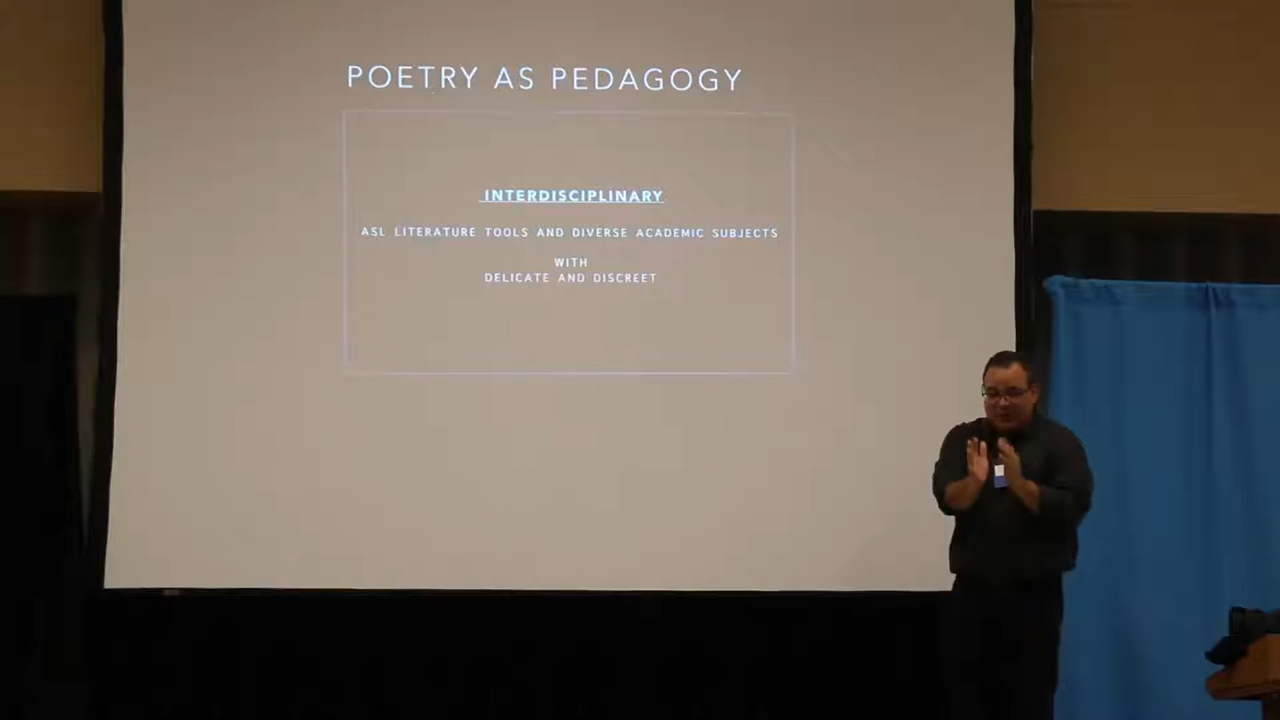 POETRY AS PEDAGOGY
INTERDISCIPLINARY
ASL LITERATURE TOOLS AND DIVERSE ACADEMIC SUBJECTS
WITH
DELICATE AND DISCREET